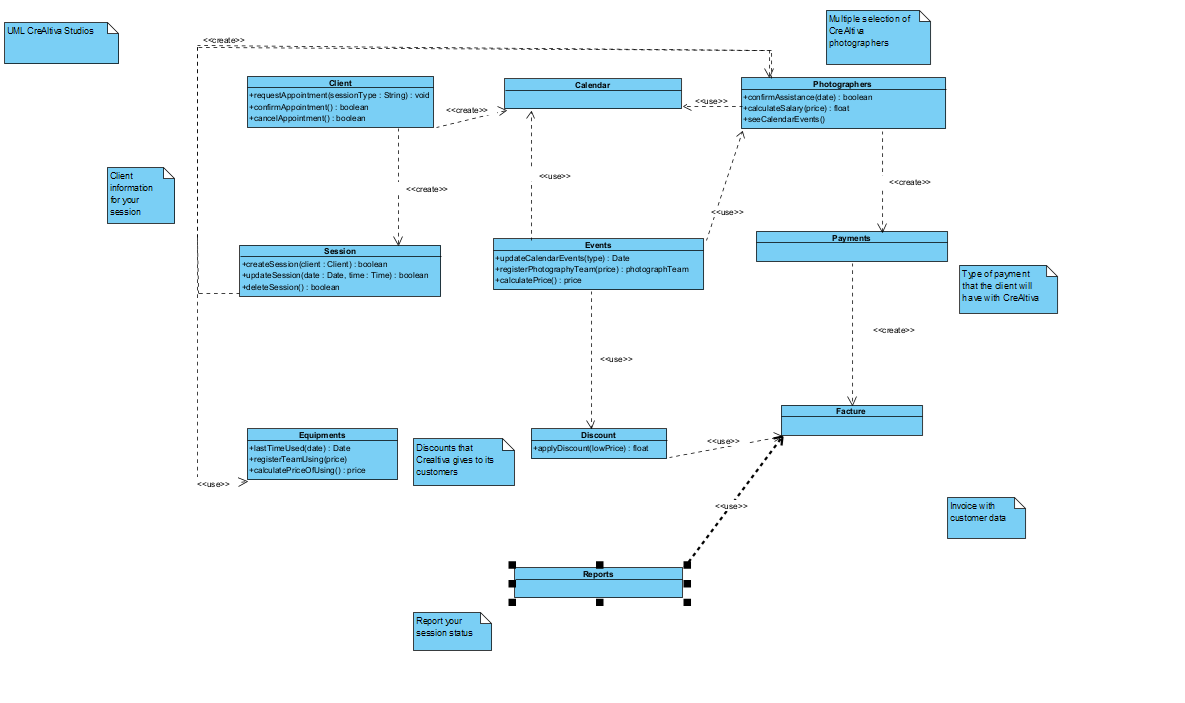 UML CreAltiva Studios
Multiple selection of
CreAltiva
photographers
<<create>>
Client
+requestAppointment(sessionType : String) : void
+confirmAppointment() : boolean
+cancelAppointment() : boolean
<<create>>
Calendar
<<use>>
Photographers
+confirmAssistance(date) : boolean
+calculateSalary(price) : float
+seeCalendarEvents()
Client
information
for your
session
<<create>>
<<use>>
<<use>>
<<create>>
Session
+createSession(client : Client) : boolean
+updateSession(date : Date, time : Time) : boolean
+deleteSession() : boolean
Events
+updateCalendarEvents(type) : Date
+registerPhotographyTeam(price) : photographTeam
+calculatePrice() : price
Payments
Type of payment
that the client will
have with CreAltiva
<<use>>
<<create>>
Facture
Equipments
+lastTimeUsed(date) : Date
+registerTeamUsing(price)
+calculatePriceOfUsing() : price
<<use>>
Discounts that
Crealtiva gives to its
customers
Discount
+applyDiscount(lowPrice) : float
<<use>>
<<use>>
Invoice with
customer data
Reports
Report your
session status